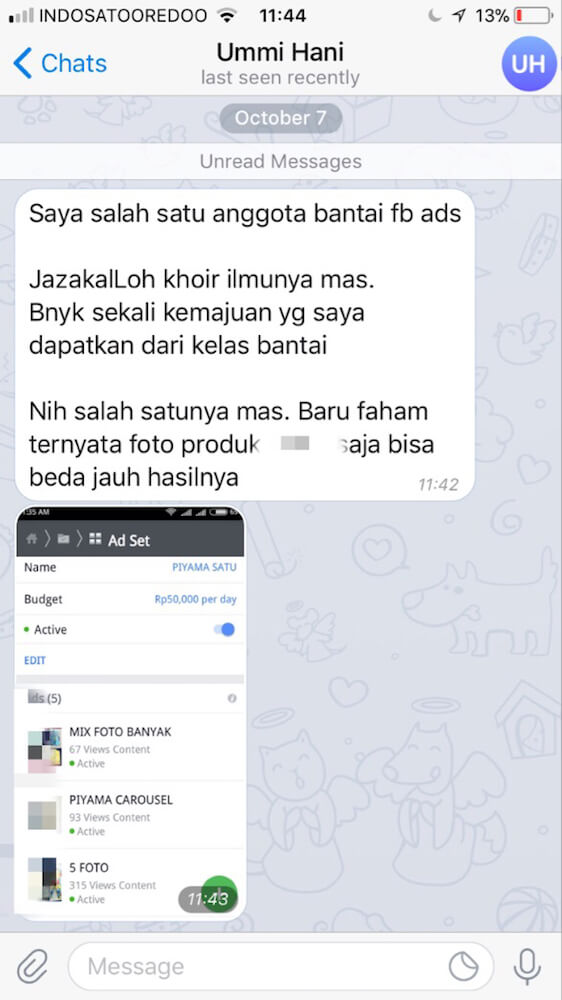 INDOSATOOREDOO 11:44 13%
Chats Ummi Hani UH
last seen recently
October 7
Unread Messages
Saya salah satu anggota bantai fb ads
JazakalLoh khoir ilmunya mas.
Bnyk sekali kemajuan yg saya
dapatkan dari kelas bantai
Nih salah satunya mas. Baru faham
ternyata foto produk saja bisa
beda jauh hasilnya
11:42
:35 AM
Ad Set
Name PIYAMA SATU
Budget Rp50,000 per day
Active
EDIT
(5)
MIX FOTO BANYAK
67 Views Content
Active
PIYAMA CAROUSEL
93 Views Content
Active
5 FOTO
315 Views Content
Active
11:43
Message